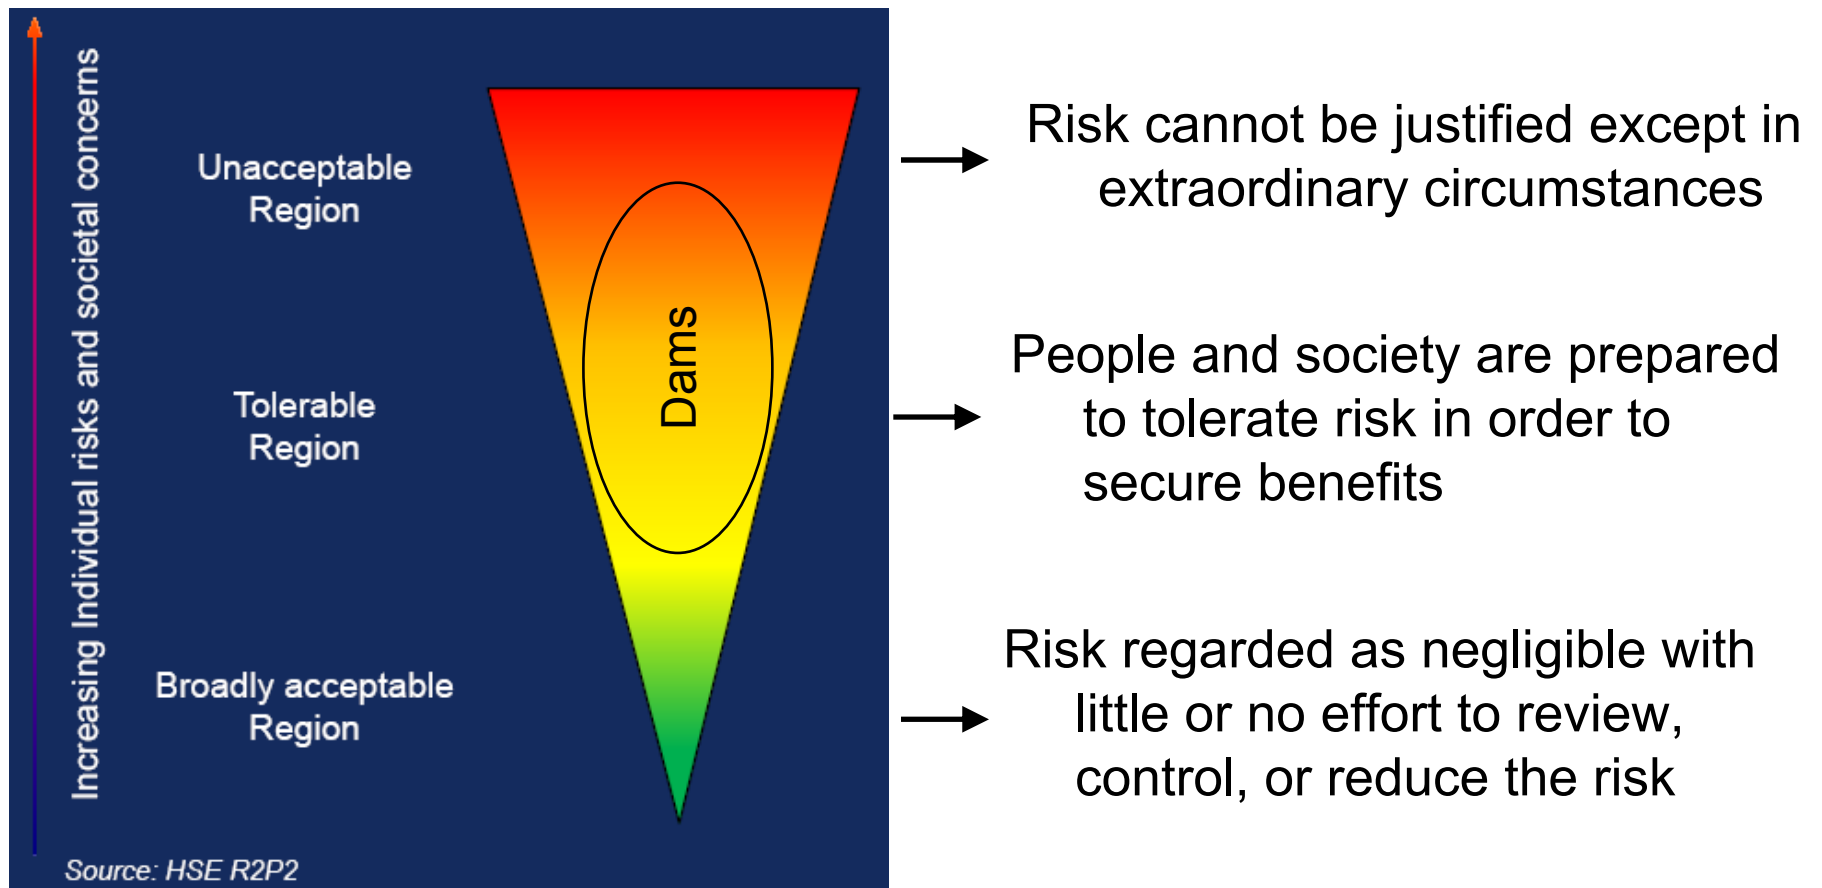 Increasing Individual risks and societal concerns
Unacceptable
Region
Tolerable
Region
Broadly acceptable
Region
Dams
Source: HSE R2P2
Risk cannot be justified except in
extraordinary circumstances
People and society are prepared
to tolerate risk in order to
secure benefits
Risk regarded as negligible with
little or no effort to review,
control, or reduce the risk